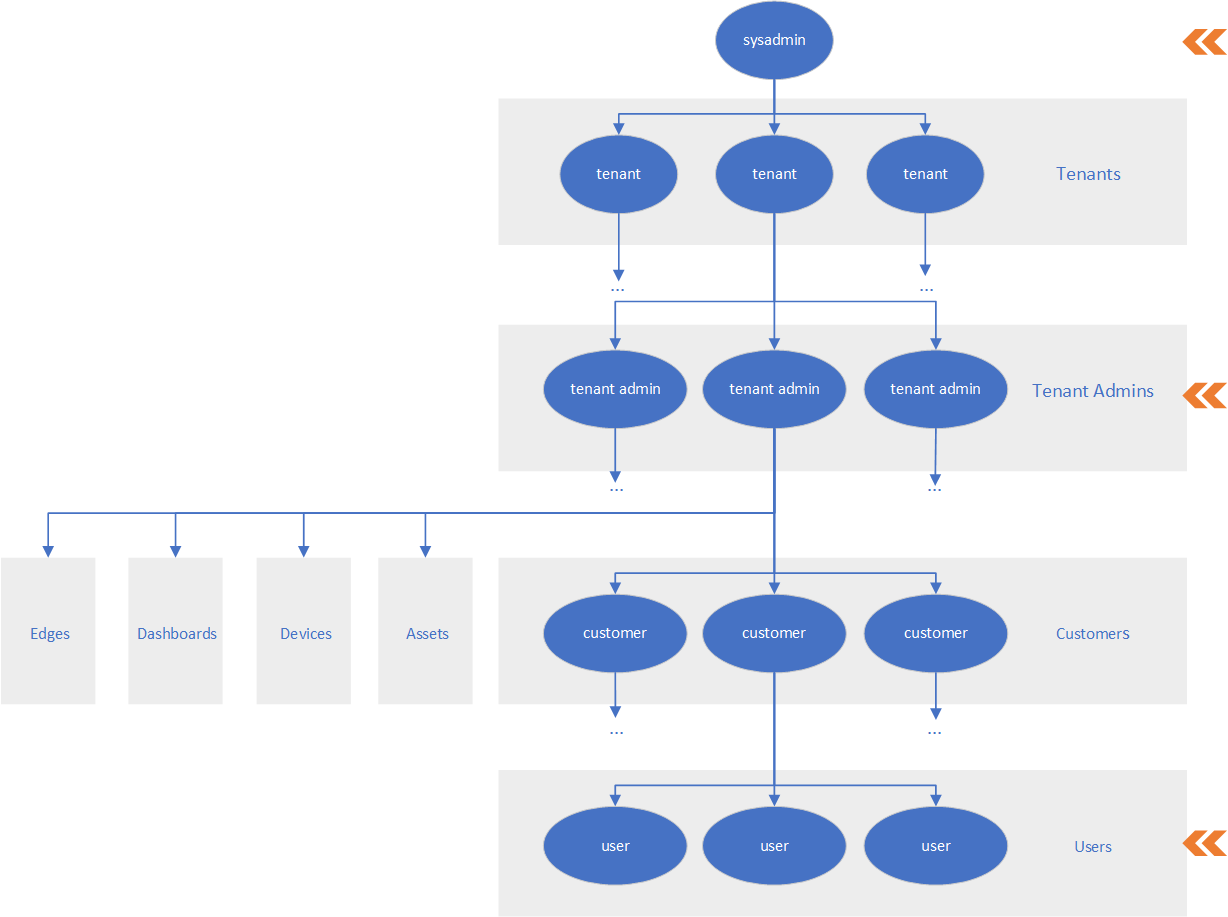 sysadmin
tenant tenant tenant Tenants
... ...
tenant admin tenant admin tenant admin Tenant Admins
... ...
Edges Dashboards Devices Assets customer customer customer Customers
... ...
user user user Users